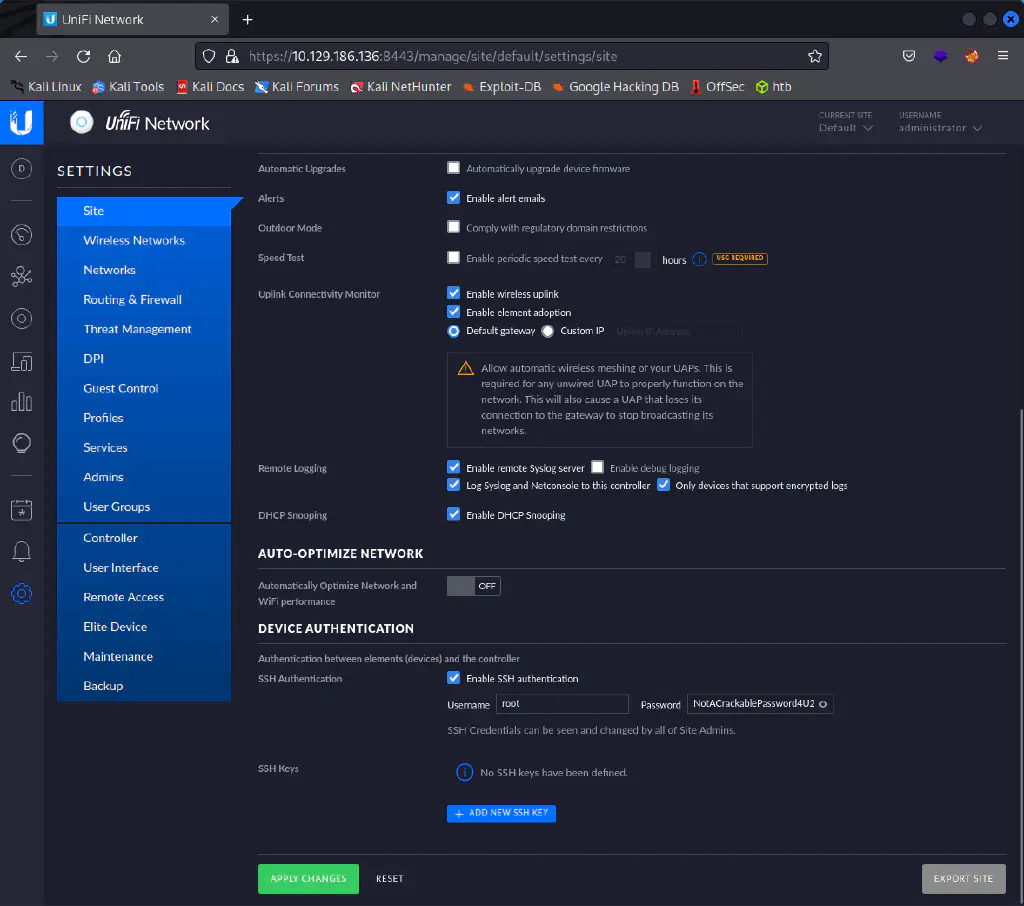 UniFi Network
https://10.129.186.136:8443/manage/site/default/settings/site
Kali Linux Kali Tools Kali Docs Kali Forums Kali NetHunter Exploit-DB Google Hacking DB OffSec htb
UniFi Network
CURRENT SITE
Default
USERNAME
administrator
SETTINGS
Site
Wireless Networks
Networks
Routing & Firewall
Threat Management
DPI
Guest Control
Profiles
Services
Admins
User Groups
Controller
User Interface
Remote Access
Elite Device
Maintenance
Backup
Automatic Upgrades
Automatically upgrade device firmware
Alerts
Enable alert emails
Outdoor Mode
Comply with regulatory domain restrictions
Speed Test
Enable periodic speed test every 20 hours USG REQUIRED
Uplink Connectivity Monitor
Enable wireless uplink
Enable element adoption
Default gateway Custom IP Uplink IP Address
Allow automatic wireless meshing of your UAPs. This is
required for any unwired UAP to properly function on the
network. This will also cause a UAP that loses its
connection to the gateway to stop broadcasting its
networks.
Remote Logging
Enable remote Syslog server Enable debug logging
Log Syslog and Netconsole to this controller Only devices that support encrypted logs
DHCP Snooping
Enable DHCP Snooping
AUTO-OPTIMIZE NETWORK
Automatically Optimize Network and
WiFi performance
OFF
DEVICE AUTHENTICATION
Authentication between elements (devices) and the controller
SSH Authentication
Enable SSH authentication
Username root Password NotACrackablePassword4U2
SSH Credentials can be seen and changed by all of Site Admins.
SSH Keys
No SSH keys have been defined.
+ ADD NEW SSH KEY
APPLY CHANGES RESET EXPORT SITE